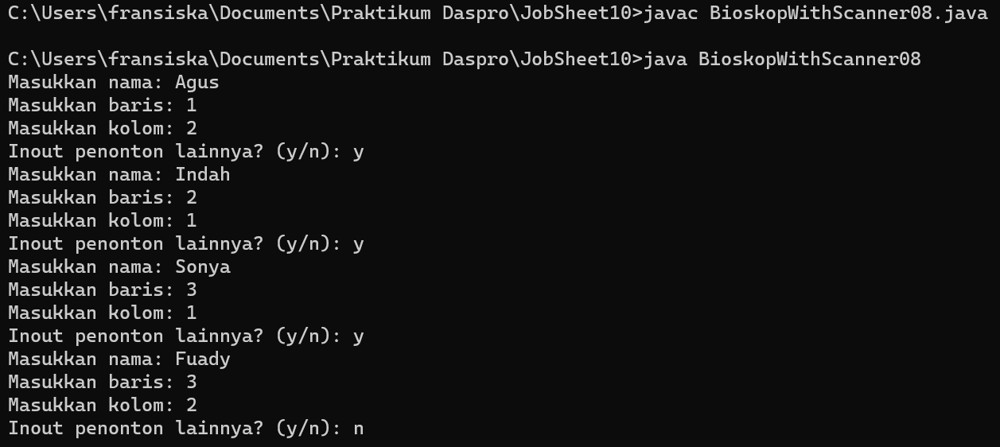 C:\Users\fransiska\Documents\Praktikum Daspro\JobSheet10>javac BioskopWithScanner08.java
C:\Users\fransiska\Documents\Praktikum Daspro\JobSheet10>java BioskopWithScanner08
Masukkan nama: Agus
Masukkan baris: 1
Masukkan kolom: 2
Inout penonton lainnya? (y/n): y
Masukkan nama: Indah
Masukkan baris: 2
Masukkan kolom: 1
Inout penonton lainnya? (y/n): y
Masukkan nama: Sonya
Masukkan baris: 3
Masukkan kolom: 1
Inout penonton lainnya? (y/n): y
Masukkan nama: Fuady
Masukkan baris: 3
Masukkan kolom: 2
Inout penonton lainnya? (y/n): n